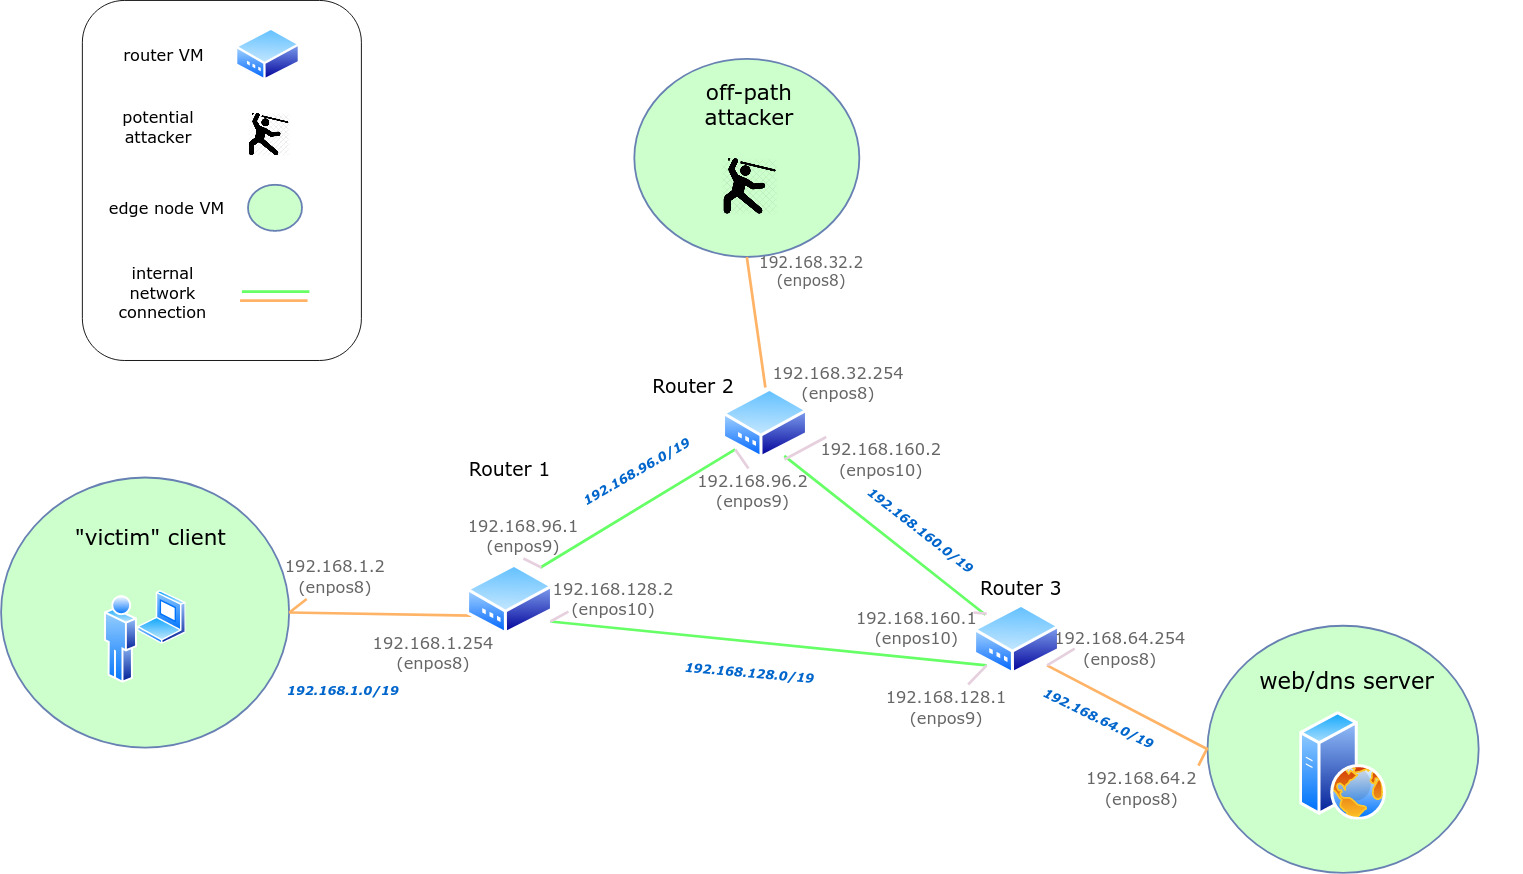 router VM
potential
attacker
edge node VM
internal
network
connection
off-path
attacker
192.168.32.2
(enpos8)
Router 2
192.168.32.254
(enpos8)
192.168.96.0/19
192.168.160.2
(enpos10)
192.168.96.2
(enpos9)
Router 1
192.168.160.0/19
192.168.96.1
(enpos9)
"victim" client
192.168.1.2
(enpos8)
192.168.128.2
(enpos10)
Router 3
192.168.160.1
(enpos10)
192.168.64.254
(enpos8)
192.168.1.254
(enpos8)
192.168.1.0/19
192.168.128.0/19
192.168.128.1
(enpos9)
192.168.64.0/19
web/dns server
192.168.64.2
(enpos8)